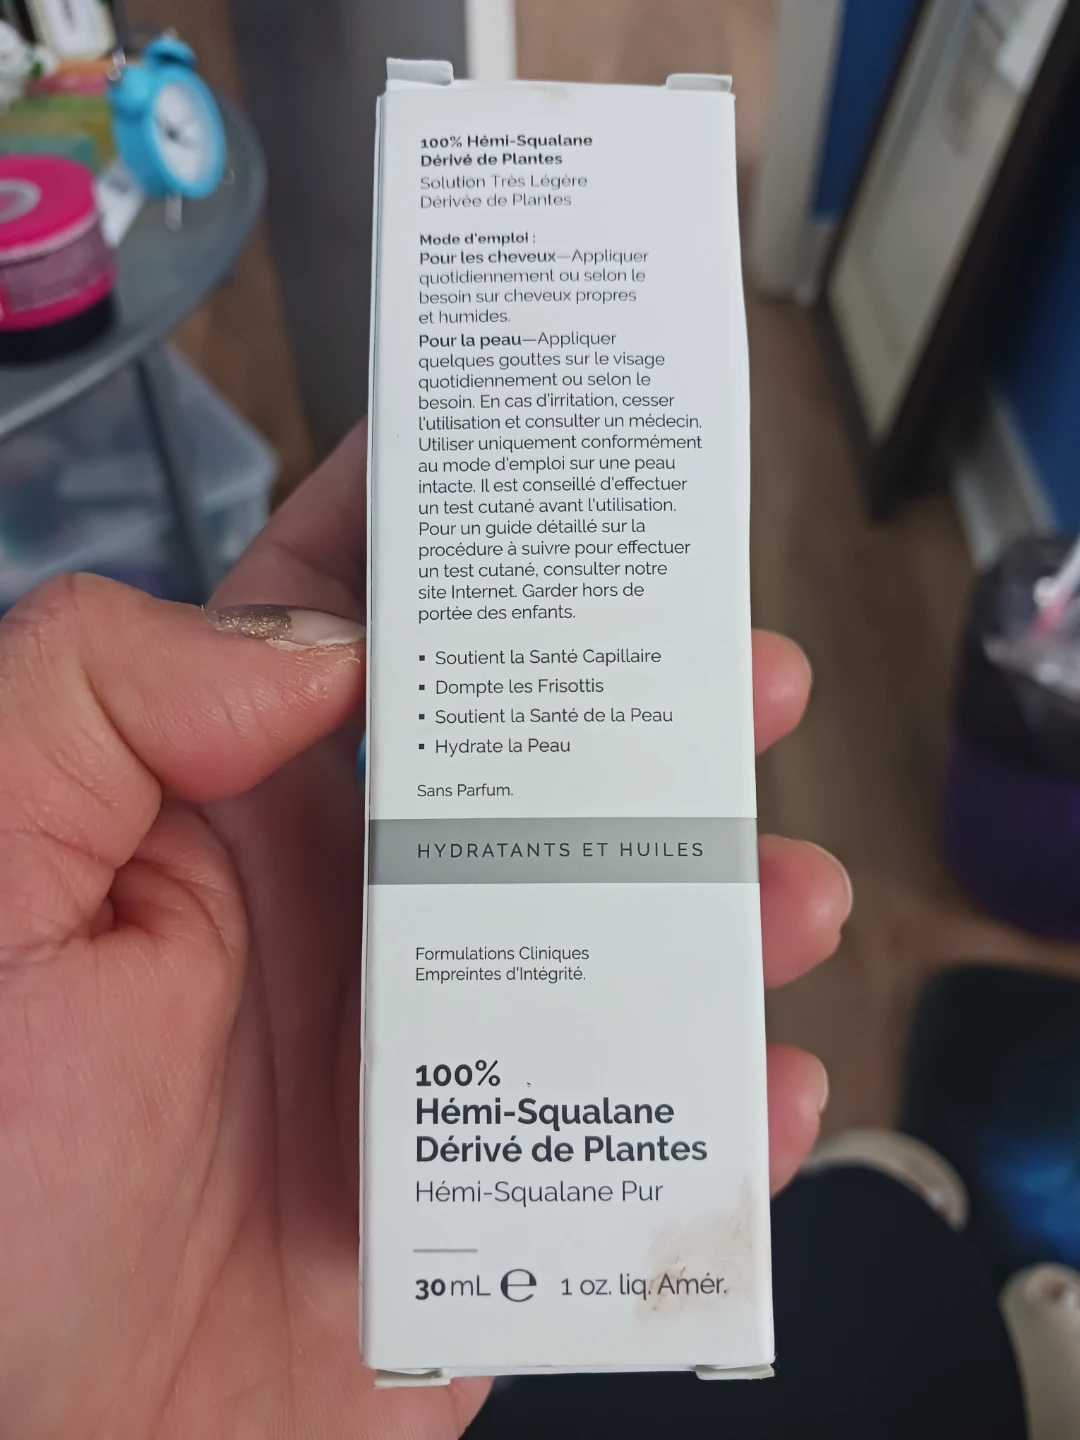 100% Hémi-Squalane
Dérivé de Plantes
Solution Très Légère
Dérivée de Plantes
Mode d'emploi :
Pour les cheveux—Appliquer
quotidiennement ou selon le
besoin sur cheveux propres
et humides.
Pour la peau—Appliquer
quelques gouttes sur le visage
quotidiennement ou selon le
besoin. En cas d'irritation, cesser
l'utilisation et consulter un médecin.
Utiliser uniquement conformément
au mode d'emploi sur une peau
intacte. Il est conseillé d'effectuer
un test cutané avant l'utilisation.
Pour un guide détaillé sur la
procédure à suivre pour effectuer
un test cutané, consulter notre
site Internet. Garder hors de
portée des enfants.
▪ Soutient la Santé Capillaire
▪ Dompte les Frisottis
▪ Soutient la Santé de la Peau
▪ Hydrate la Peau
Sans Parfum.
HYDRATANTS ET HUILES
Formulations Cliniques
Empreintes d'Intégrité.
100%
Hémi-Squalane
Dérivé de Plantes
Hémi-Squalane Pur
30 mL ℮ 1 oz. liq. Amér.